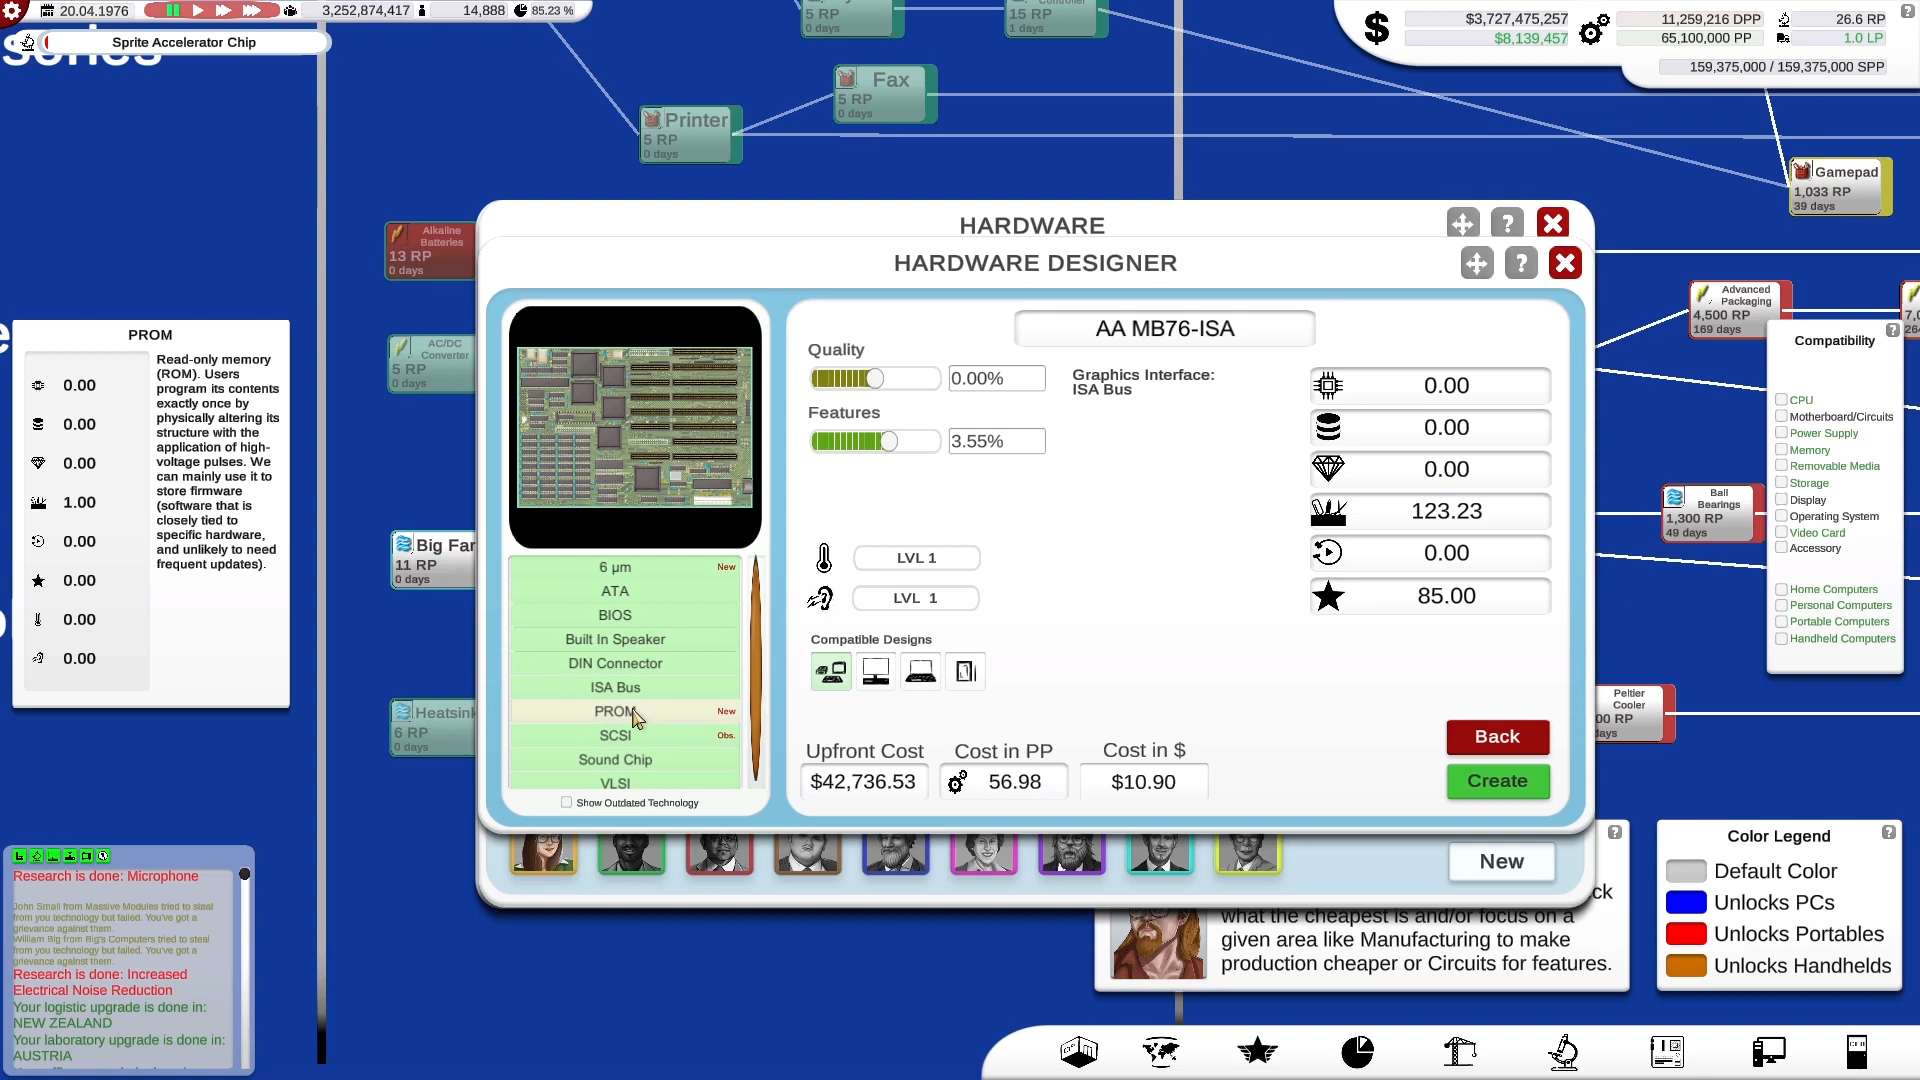 20.04.1976
3,252,874,417
14,888
85.23 %
Sprite Accelerator Chip
$3,727,475,257
$8,139,457
11,259,216 DPP
65,100,000 PP
26.6 RP
1.0 LP
159,375,000 / 159,375,000 SPP
5 RP
0 days
15 RP
1 days
Fax
5 RP
0 days
Printer
5 RP
0 days
Gamepad
1,033 RP
39 days
Alkaline
Batteries
13 RP
0 days
AC/DC
Converter
5 RP
0 days
Big Far
11 RP
0 days
Heatsink
6 RP
0 days
Advanced
Packaging
4,500 RP
169 days
Ball
Bearings
1,300 RP
49 days
Peltier
Cooler
00 RP
days
PROM
0.00
0.00
0.00
1.00
0.00
0.00
0.00
0.00
Read-only memory
(ROM). Users
program its contents
exactly once by
physically altering its
structure with the
application of high-
voltage pulses. We
can mainly use it to
store firmware
(software that is
closely tied to
specific hardware,
and unlikely to need
frequent updates).
HARDWARE
HARDWARE DESIGNER
AA MB76-ISA
Quality
0.00%
Features
3.55%
Graphics Interface:
ISA Bus
0.00
0.00
0.00
123.23
0.00
85.00
LVL 1
LVL 1
Compatible Designs
6 µm New
ATA
BIOS
Built In Speaker
DIN Connector
ISA Bus
PROM New
SCSI Obs.
Sound Chip
VLSI
Show Outdated Technology
Upfront Cost
$42,736.53
Cost in PP
56.98
Cost in $
$10.90
Back
Create
New
Compatibility
CPU
Motherboard/Circuits
Power Supply
Memory
Removable Media
Storage
Display
Operating System
Video Card
Accessory
Home Computers
Personal Computers
Portable Computers
Handheld Computers
Research is done: Microphone
John Small from Massive Modules tried to steal
from you technology but failed. You've got a
grievance against them.
William Big from Big's Computers tried to steal
from you technology but failed. You've got a
grievance against them.
Research is done: Increased
Electrical Noise Reduction
Your logistic upgrade is done in:
NEW ZEALAND
Your laboratory upgrade is done in:
AUSTRIA
ck
what the cheapest is and/or focus on a
given area like Manufacturing to make
production cheaper or Circuits for features.
Color Legend
Default Color
Unlocks PCs
Unlocks Portables
Unlocks Handhelds